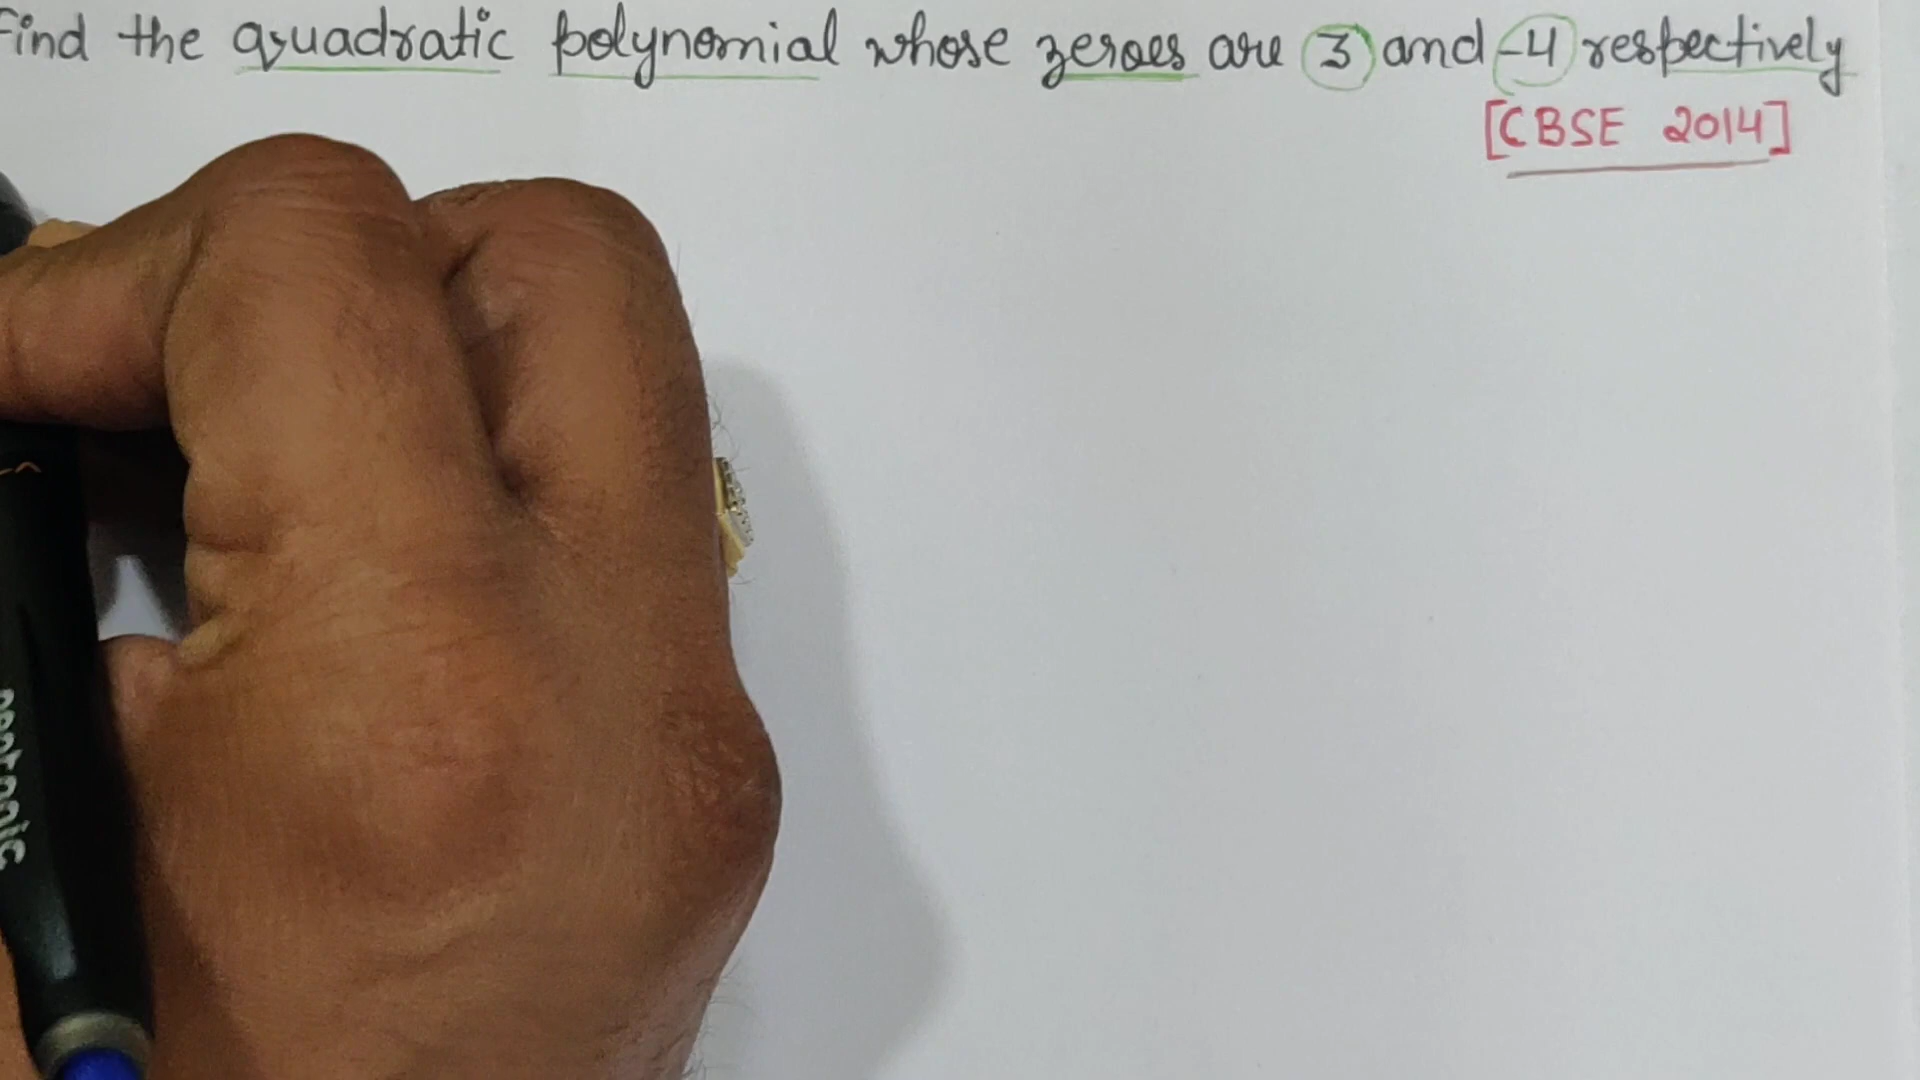 Find the quadratic polynomial whose zeroes are 3 and -4 respectively
[CBSE 2014]